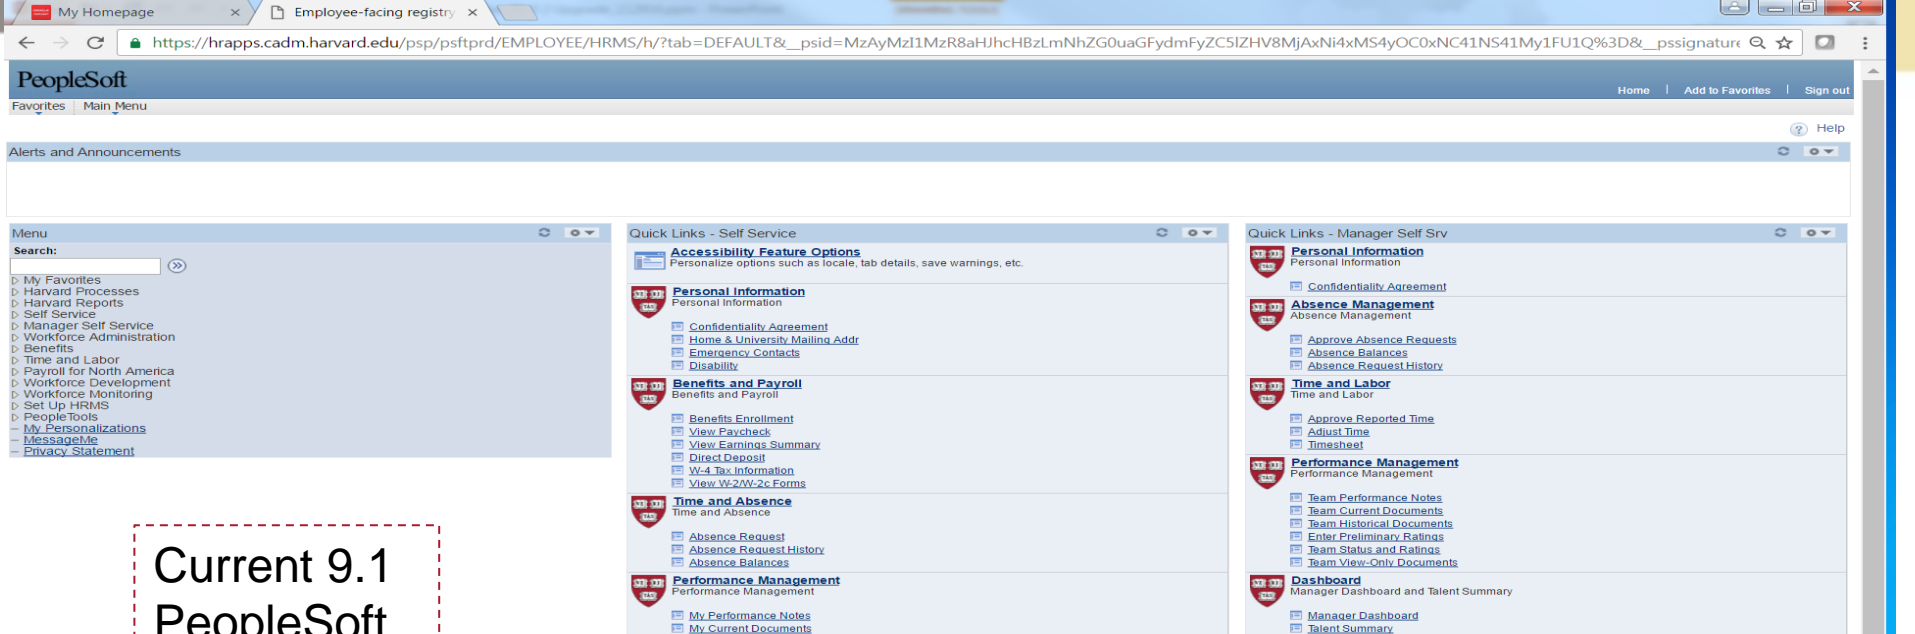 My Homepage
Employee-facing registry
https://hrapps.cadm.harvard.edu/psp/psftprd/EMPLOYEE/HRMS/h/?tab=DEFAULT&__psid=
PeopleSoft
Home | Add to Favorites | Sign out
Favorites Main Menu
Help
Alerts and Announcements
Menu
Search:
My Favorites
Harvard Processes
Harvard Reports
Self Service
Manager Self Service
Workforce Administration
Benefits
Time and Labor
Payroll for North America
Workforce Development
Workforce Monitoring
Set Up HRMS
PeopleTools
My Personalizations
MessageMe
Privacy Statement
Quick Links - Self Service
Accessibility Feature Options
Personalize options such as locale, tab details, save warnings, etc.
Personal Information
Personal Information
Confidentiality Agreement
Home & University Mailing Addr
Emergency Contacts
Disability
Benefits and Payroll
Benefits and Payroll
Benefits Enrollment
View Paycheck
View Earnings Summary
Direct Deposit
W-4 Tax Information
View W-2/W-2c Forms
Time and Absence
Time and Absence
Absence Request
Absence Request History
Absence Balances
Performance Management
Performance Management
My Performance Notes
My Current Documents
Quick Links - Manager Self Srv
Personal Information
Personal Information
Confidentiality Agreement
Absence Management
Absence Management
Approve Absence Requests
Absence Balances
Absence Request History
Time and Labor
Time and Labor
Approve Reported Time
Adjust Time
Timesheet
Performance Management
Performance Management
Team Performance Notes
Team Current Documents
Team Historical Documents
Enter Preliminary Ratings
Team Status and Ratings
Team View-Only Documents
Dashboard
Manager Dashboard and Talent Summary
Manager Dashboard
Talent Summary
Current 9.1
PeopleSoft